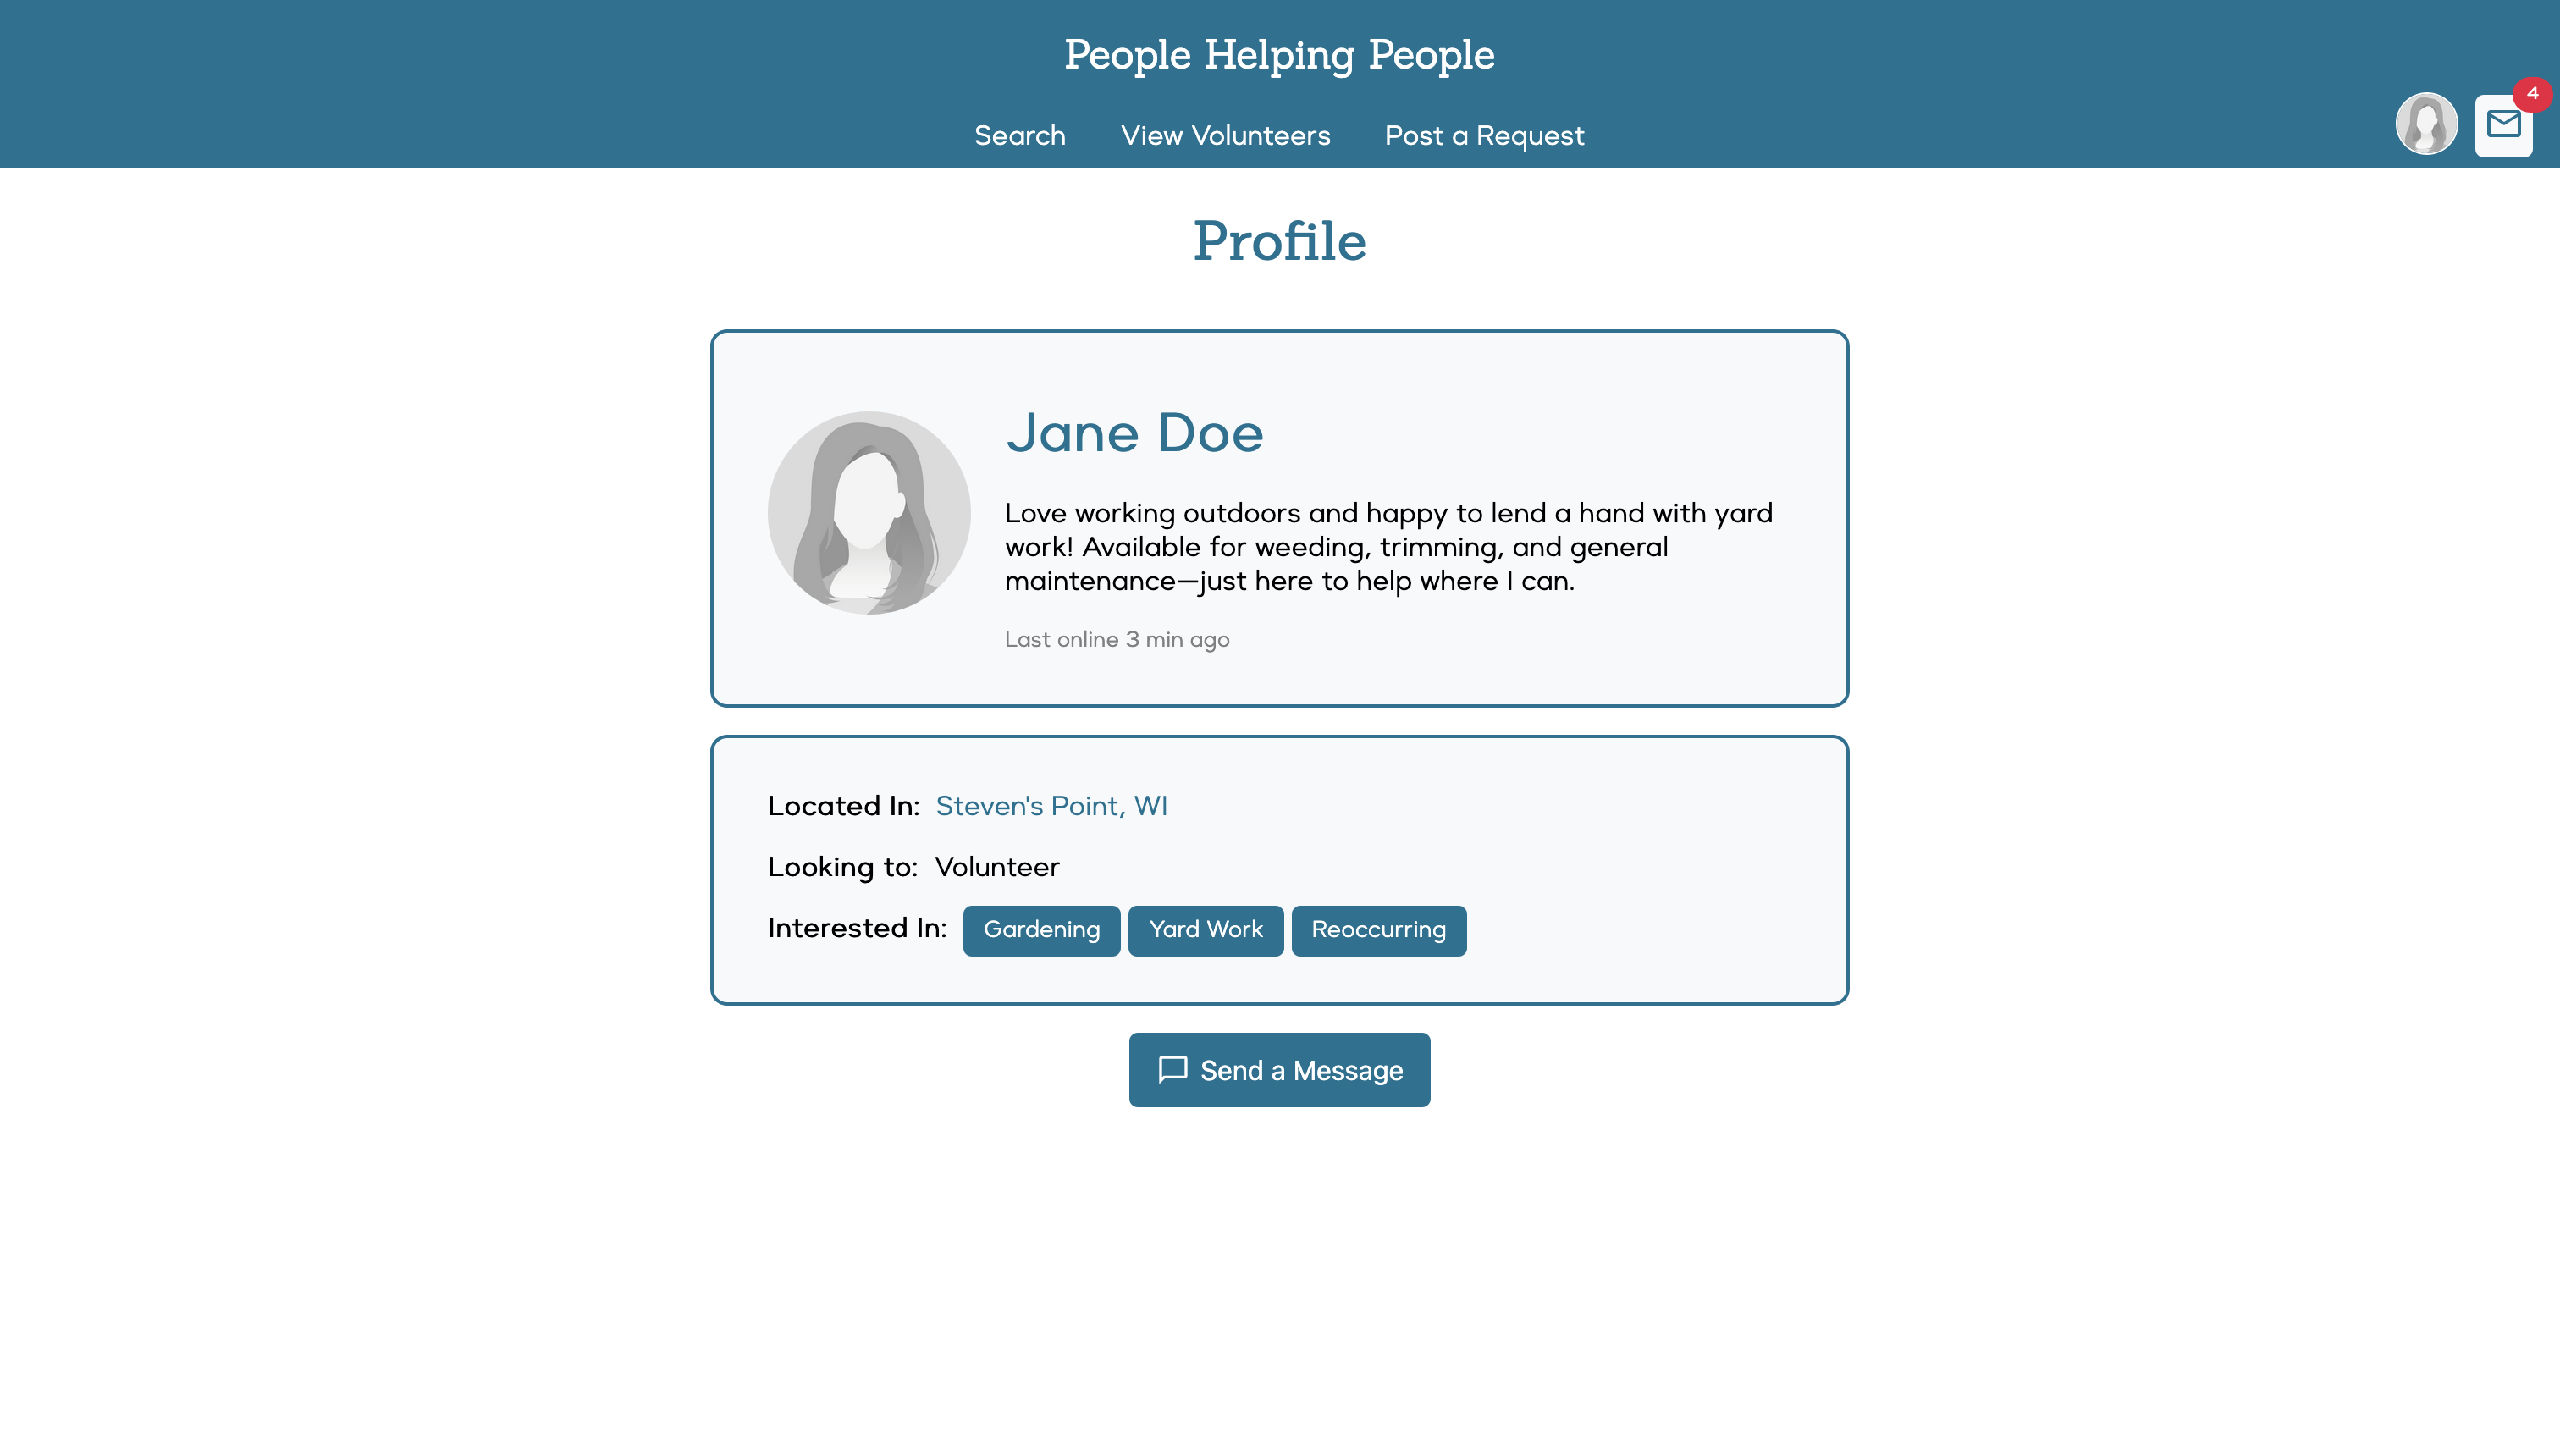 People Helping People
Search View Volunteers Post a Request
4
Profile
Jane Doe
Love working outdoors and happy to lend a hand with yard
work! Available for weeding, trimming, and general
maintenance—just here to help where I can.
Last online 3 min ago
Located In: Steven's Point, WI
Looking to: Volunteer
Interested In: Gardening Yard Work Reoccurring
Send a Message